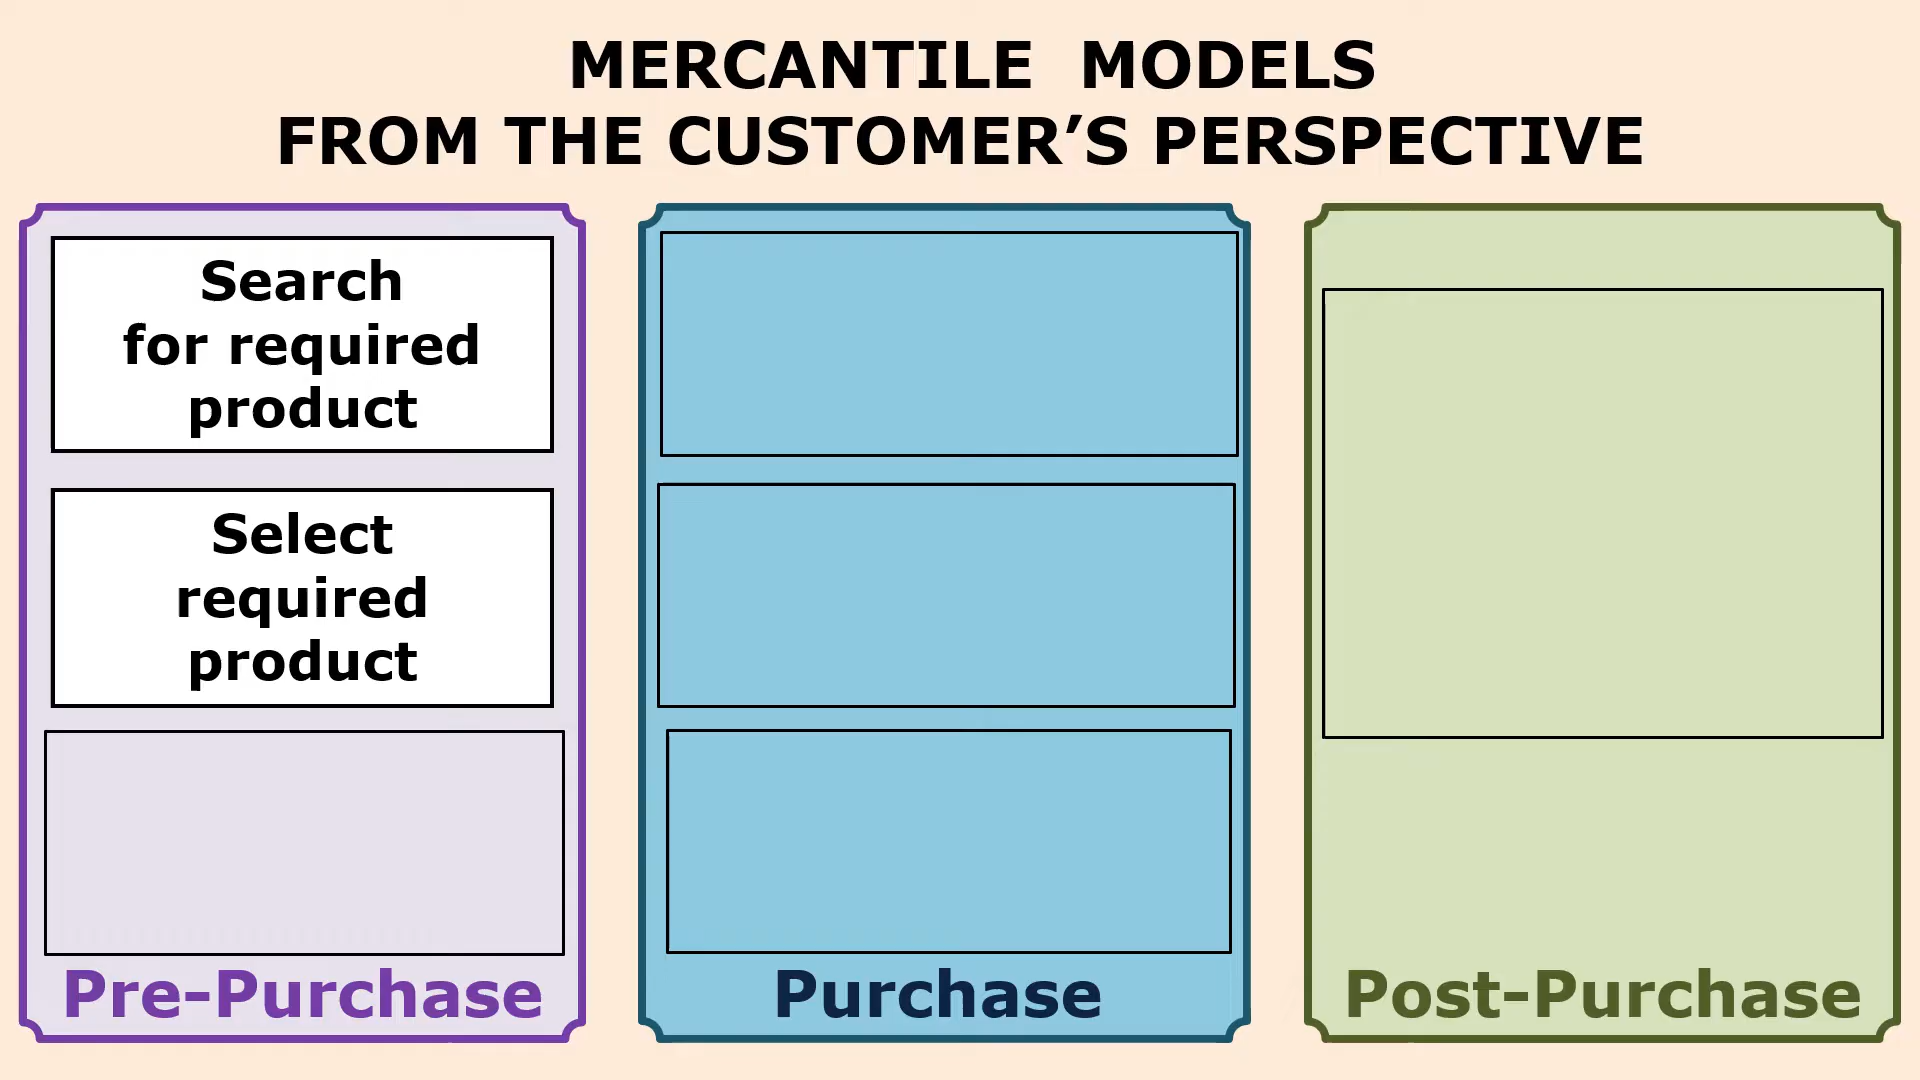 MERCANTILE MODELS
FROM THE CUSTOMER’S PERSPECTIVE
Search
for required
product
Select
required
product
Pre-Purchase
Purchase
Post-Purchase